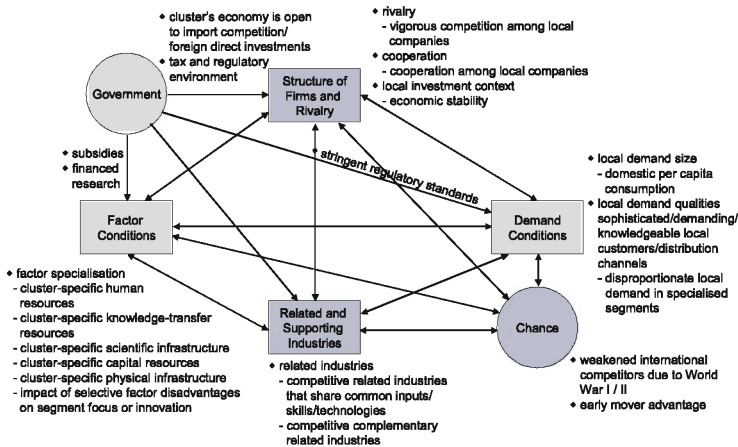 ◆ cluster's economy is open
to import competition/
foreign direct investments
◆ tax and regulatory
environment
◆ rivalry
- vigorous competition among local
companies
◆ cooperation
- cooperation among local companies
◆ local investment context
- economic stability
Government
Structure of
Firms and
Rivalry
◆ subsidies
◆ financed
research
◆ stringent regulatory standards
◆ local demand size
- domestic per capita
consumption
◆ local demand qualities
sophisticated/demanding/
knowledgeable local
customers/distribution
channels
- disproportionate local
demand in specialised
segments
Factor
Conditions
Demand
Conditions
◆ factor specialisation
- cluster-specific human
resources
- cluster-specific knowledge-transfer
resources
- cluster-specific scientific infrastructure
- cluster-specific capital resources
- cluster-specific physical infrastructure
- impact of selective factor disadvantages
on segment focus or innovation
Related and
Supporting
Industries
Chance
◆ related industries
- competitive related industries
that share common inputs/
skills/technologies
- competitive complementary
related industries
◆ weakened international
competitors due to World
War I / II
◆ early mover advantage